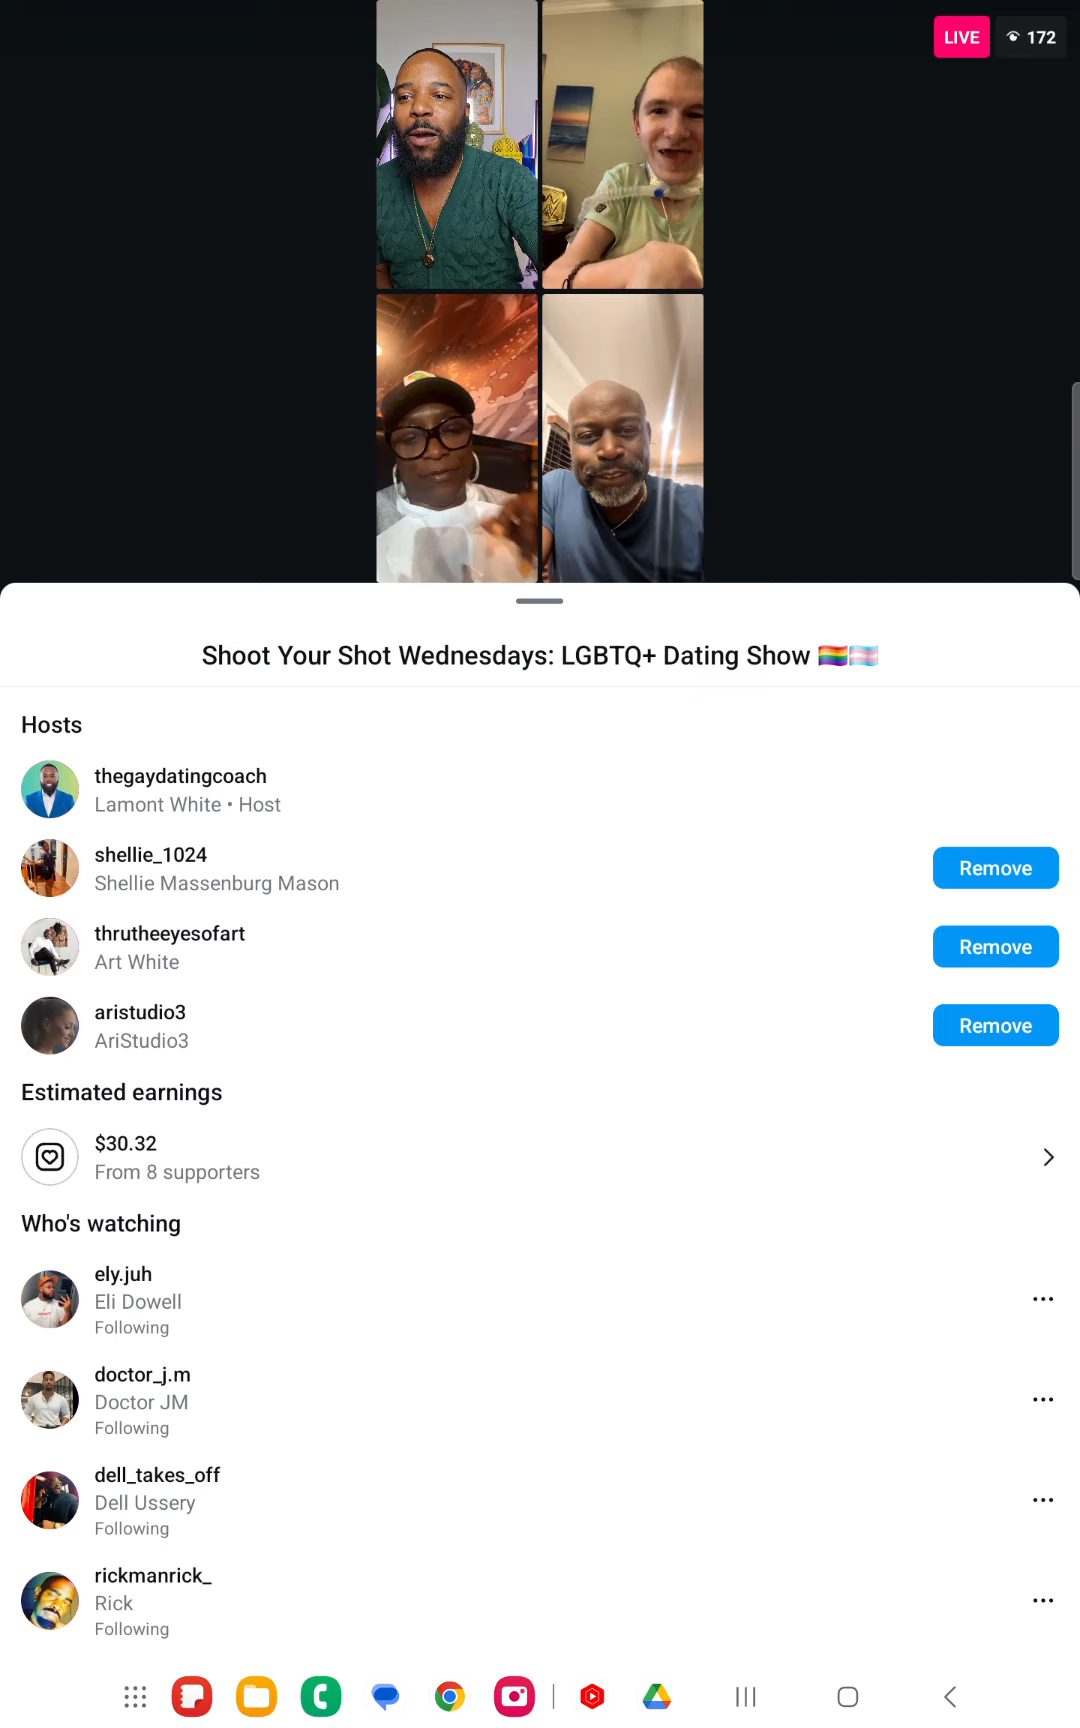 LIVE 172
Shoot Your Shot Wednesdays: LGBTQ+ Dating Show 🏳️‍🌈🏳️‍⚧️
Hosts
thegaydatingcoach
Lamont White • Host
shellie_1024
Shellie Massenburg Mason
Remove
thrutheeyesofart
Art White
Remove
aristudio3
AriStudio3
Remove
Estimated earnings
$30.32
From 8 supporters
Who's watching
ely.juh
Eli Dowell
Following
doctor_j.m
Doctor JM
Following
dell_takes_off
Dell Ussery
Following
rickmanrick_
Rick
Following